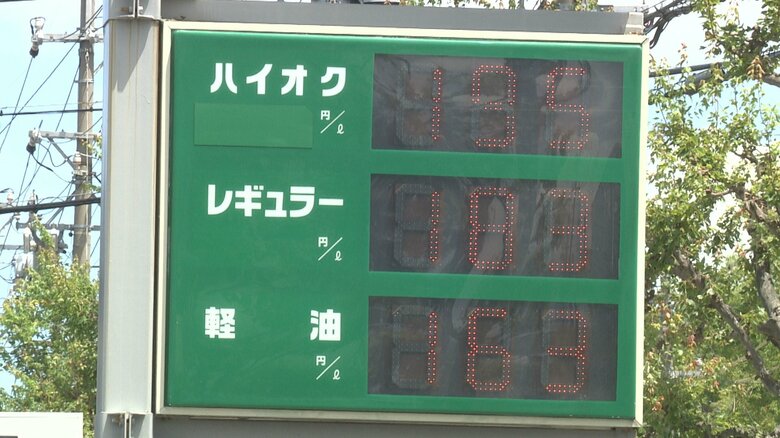 ハイオク 円/ℓ 195
レギュラー 円/ℓ 183
軽油 円/ℓ 163